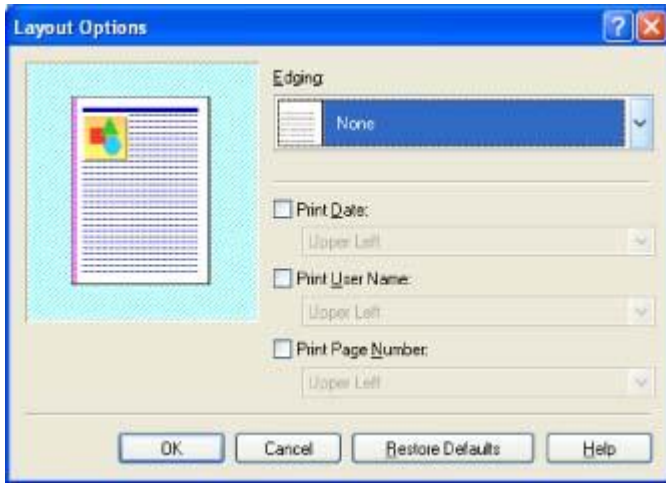 Layout Options
Edging:
None
Print Date:
Upper Left
Print User Name:
Upper Left
Print Page Number:
Upper Left
OK
Cancel
Restore Defaults
Help